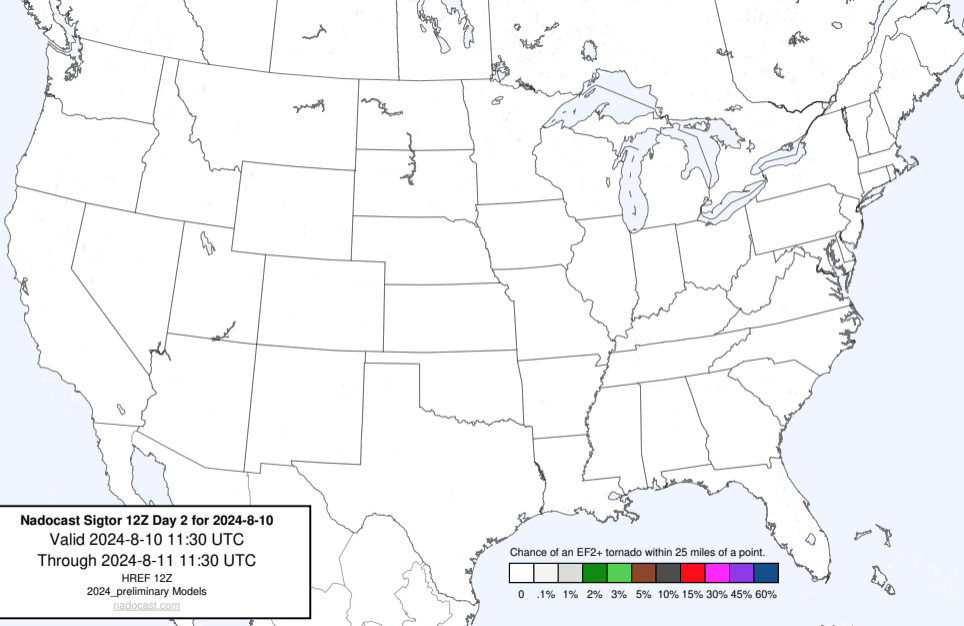 Nadocast Sigtor 12Z Day 2 for 2024-8-10
Valid 2024-8-10 11:30 UTC
Through 2024-8-11 11:30 UTC
HREF 12Z
2024_preliminary Models
nadocast.com
Chance of an EF2+ tornado within 25 miles of a point.
0 .1% 1% 2% 3% 5% 10% 15% 30% 45% 60%